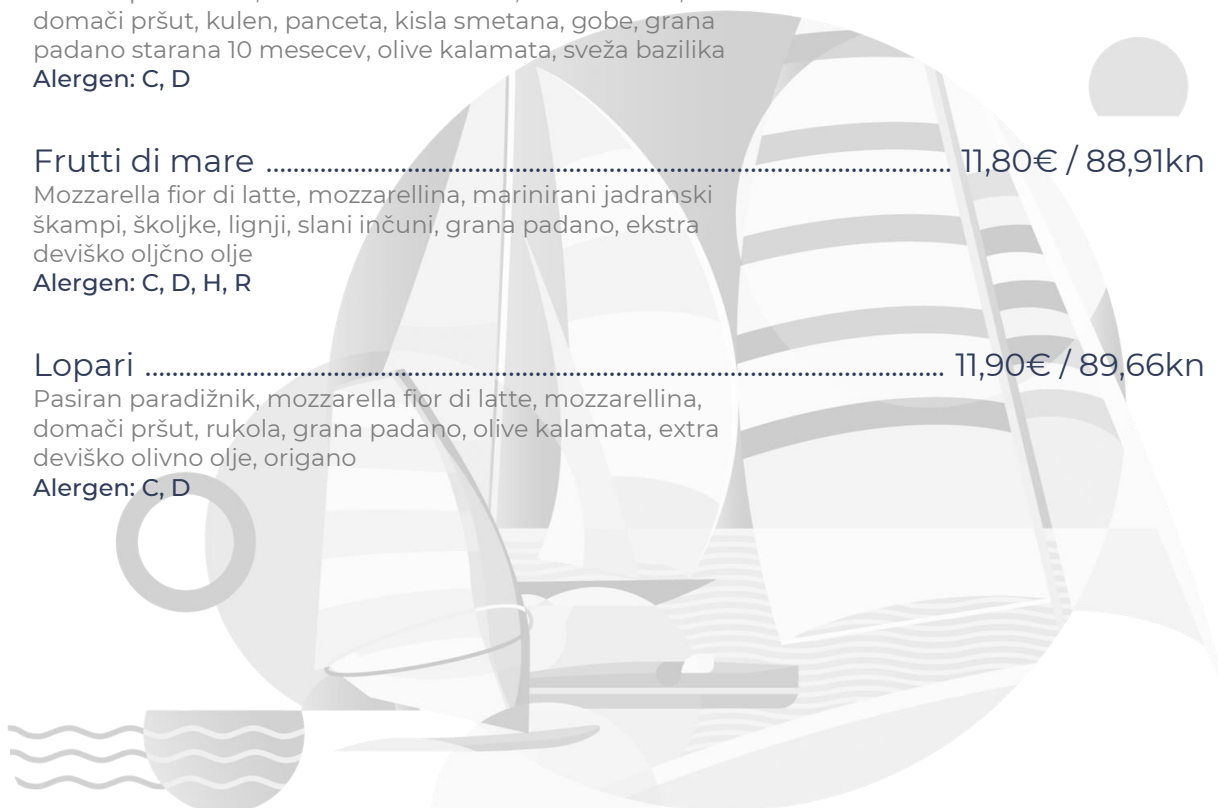 domači pršut, kulen, panceta, kisla smetana, gobe, grana
padano starana 10 mesecev, olive kalamata, sveža bazilika
Alergen: C, D
Frutti di mare ........................................................................................................ 11,80€ / 88,91kn
Mozzarella fior di latte, mozzarellina, marinirani jadranski
škampi, školjke, lignji, slani inčuni, grana padano, ekstra
deviško oljčno olje
Alergen: C, D, H, R
Lopari ........................................................................................................................ 11,90€ / 89,66kn
Pasiran paradižnik, mozzarella fior di latte, mozzarellina,
domači pršut, rukola, grana padano, olive kalamata, extra
deviško olivno olje, origano
Alergen: C, D